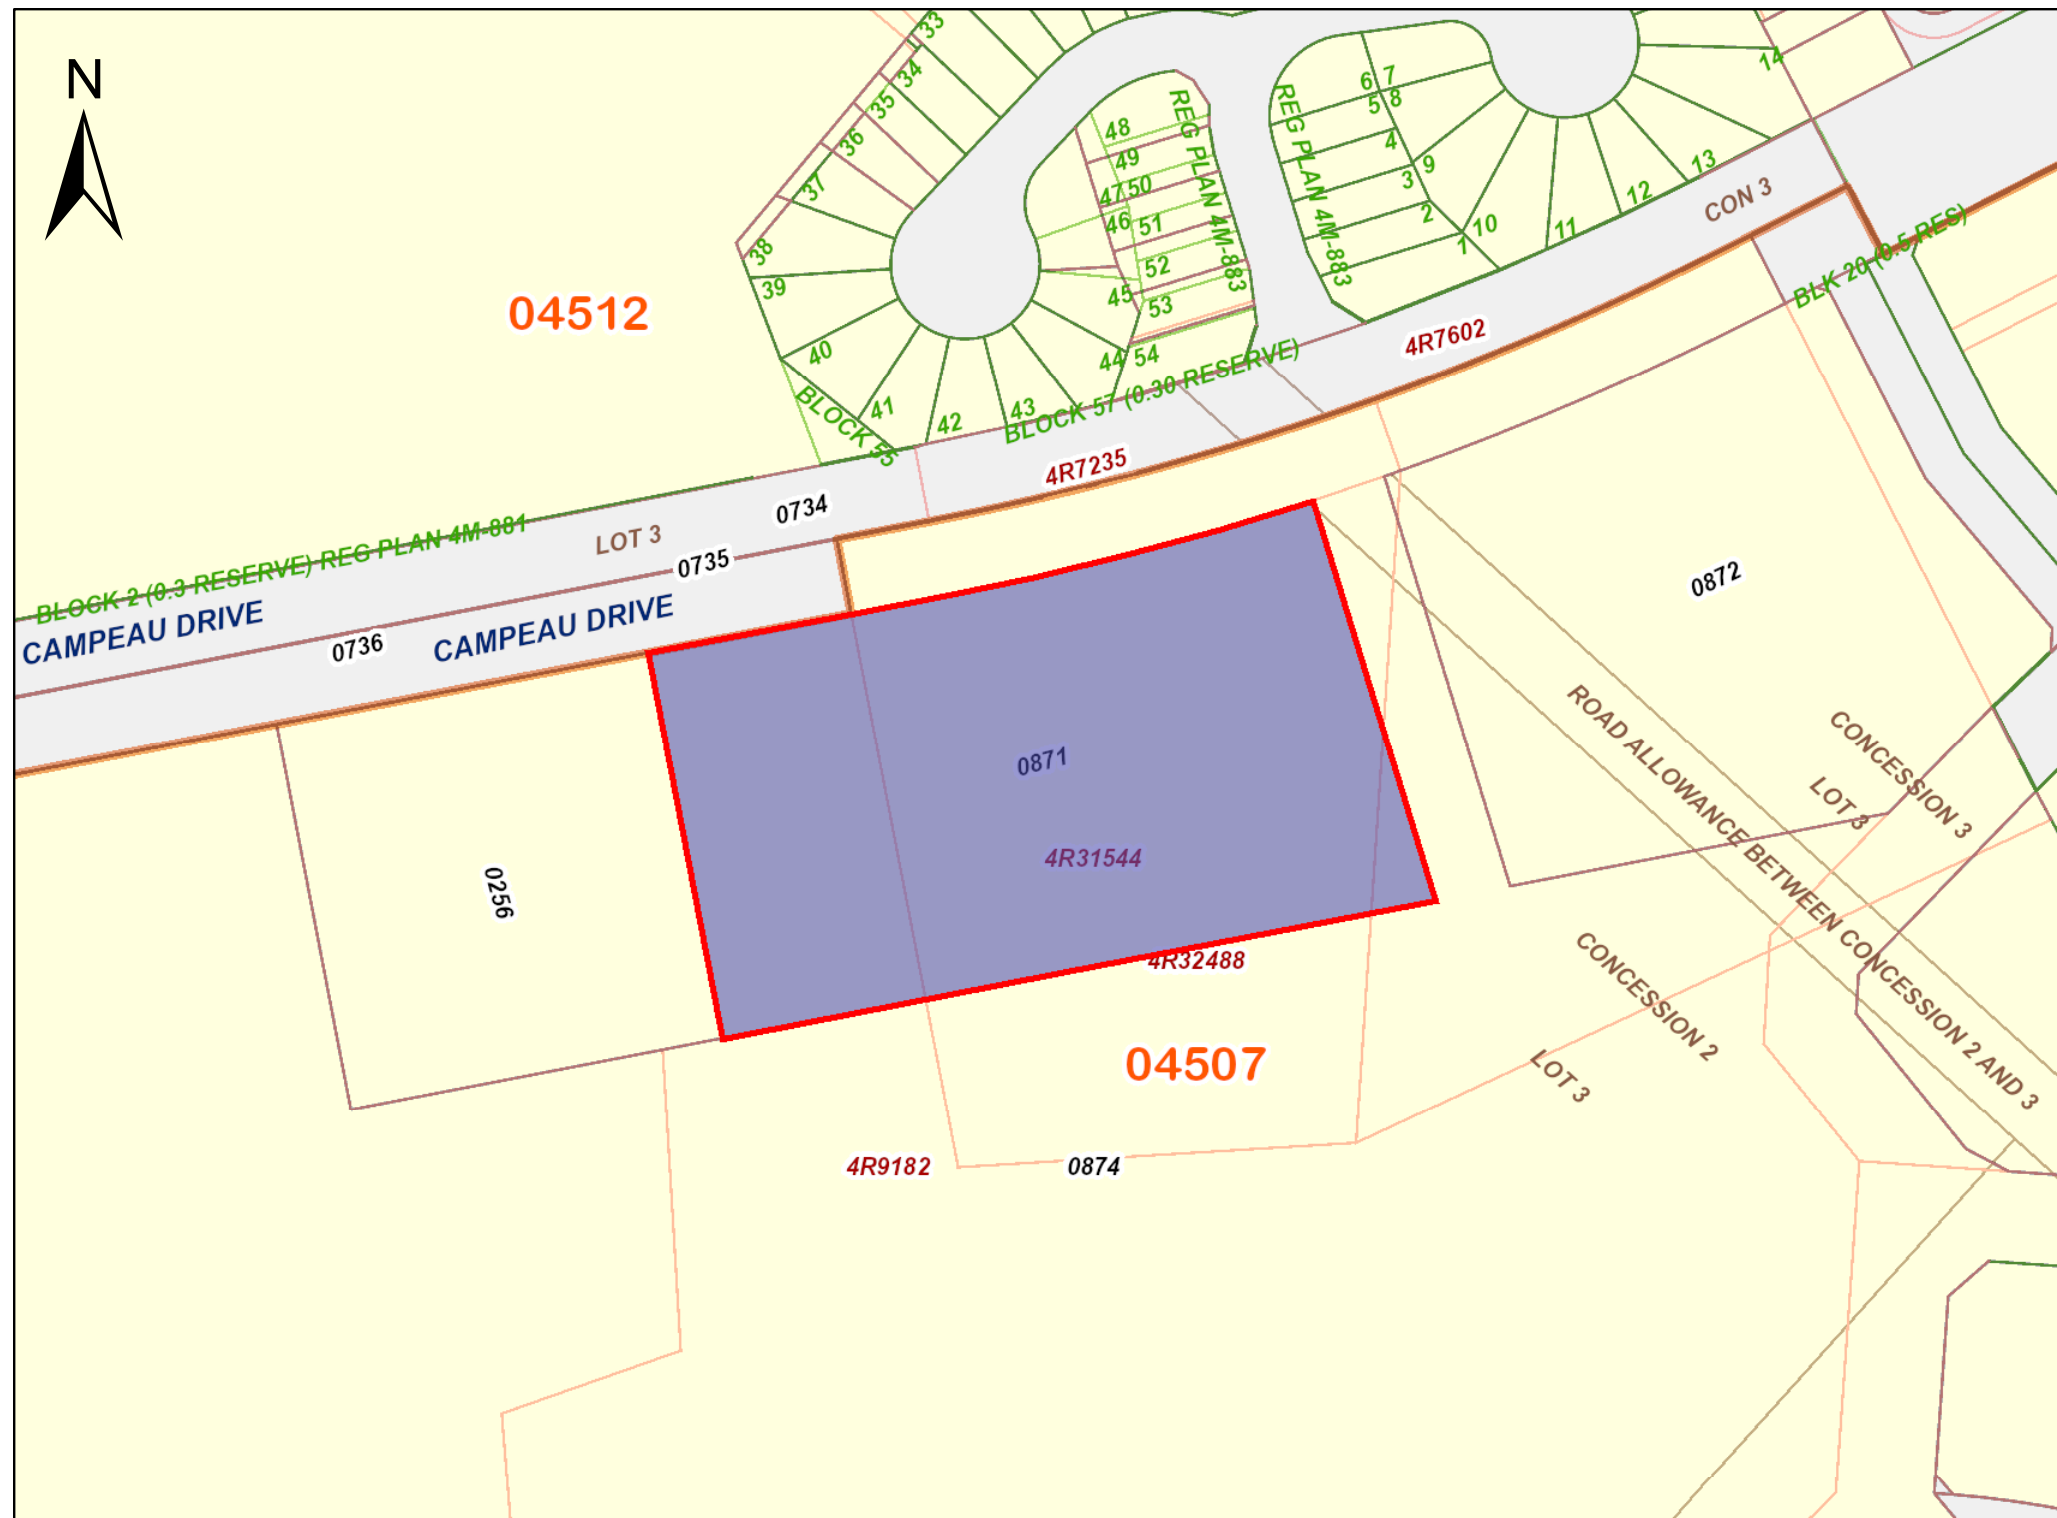 N
33
34
35
36
37
38
39
40
41
42
43
44
45
46
47
48
49
50
51
52
53
54
REG PLAN 4M-883
REG PLAN 4M-883
6
7
5
8
4
9
3
2
10
1
11
12
13
14
CON 3
BLK 20 (0.5 RES)
04512
4R7602
BLOCK 55
BLOCK 57 (0.30 RESERVE)
4R7235
0734
LOT 3
BLOCK 2 (0.3 RESERVE) REG PLAN 4M-881
0735
CAMPEAU DRIVE
CAMPEAU DRIVE
0736
0872
0871
ROAD ALLOWANCE BETWEEN CONCESSION 2 AND 3
CONCESSION 3
LOT 3
4R31544
0256
4R32488
CONCESSION 2
LOT 3
04507
4R9182
0874